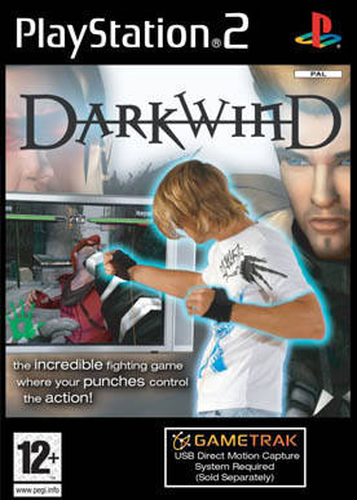 PlayStation®2
PAL
DARKWIND
the incredible fighting game
where your punches control
the action!
12+
www.pegi.info
GAMETRAK
USB Direct Motion Capture
System Required
(Sold Separately)